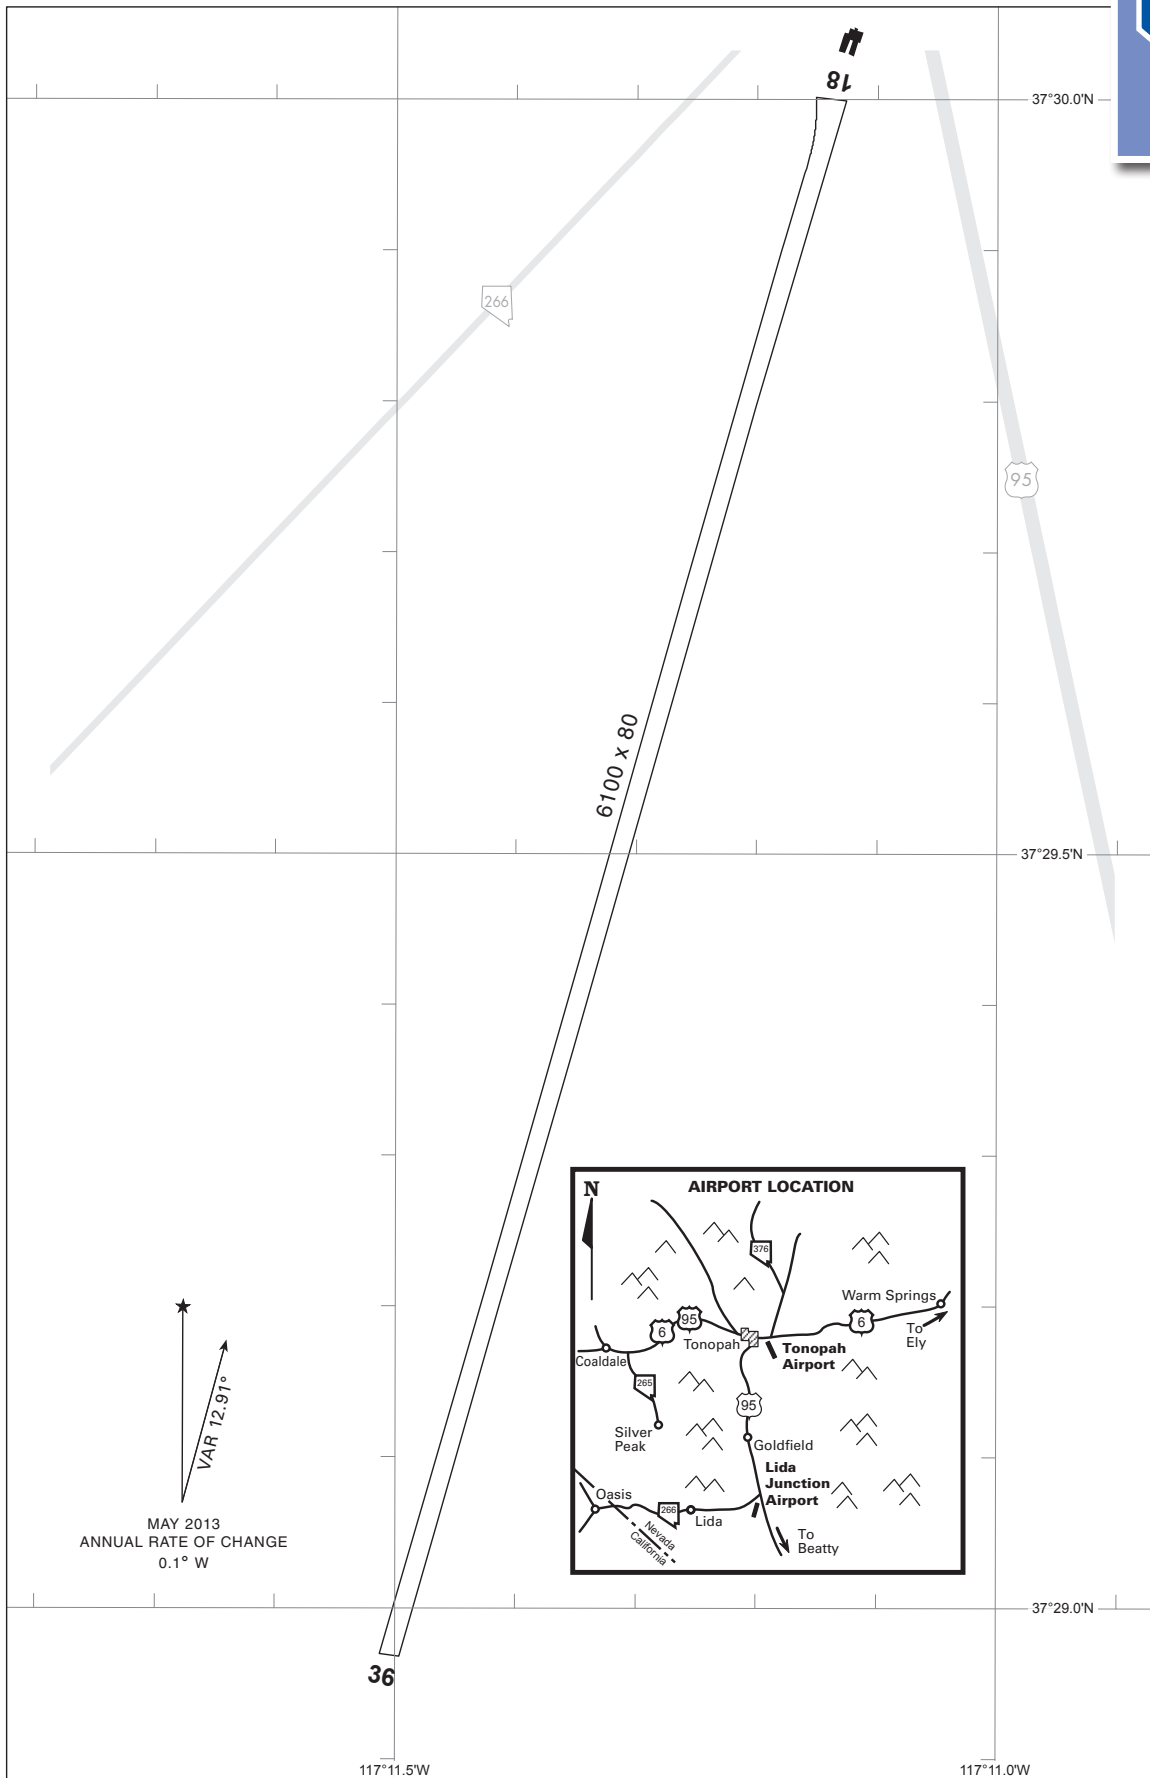 18
37°30.0'N
266
95
6100 x 80
37°29.5'N
AIRPORT LOCATION
N
376
Warm Springs
95
6
6
To
Ely
Tonopah
Tonopah
Airport
Coaldale
265
95
Silver
Peak
Goldfield
Lida
Junction
Airport
Oasis
266
Lida
Nevada
California
To
Beatty
VAR 12.91°
MAY 2013
ANNUAL RATE OF CHANGE
0.1° W
37°29.0'N
36
117°11.5'W
117°11.0'W